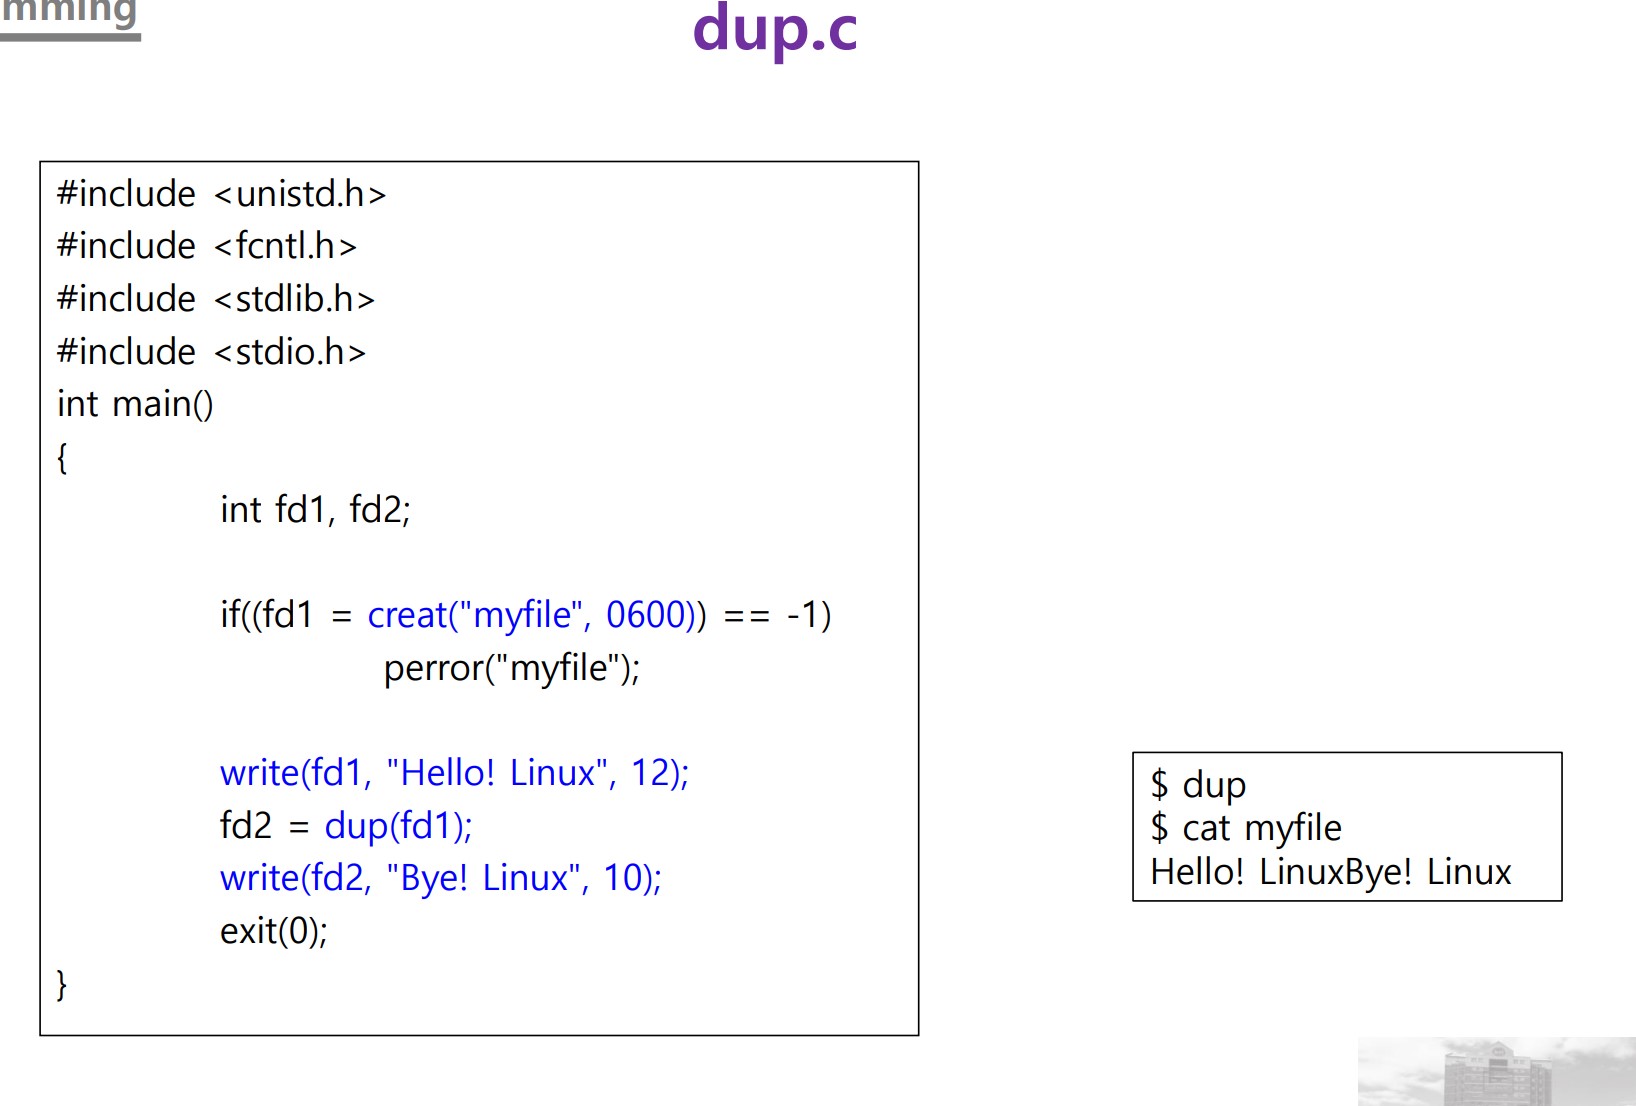 mming
dup.c
#include <unistd.h>
#include <fcntl.h>
#include <stdlib.h>
#include <stdio.h>
int main()
{
int fd1, fd2;
if((fd1 = creat("myfile", 0600)) == -1)
perror("myfile");
write(fd1, "Hello! Linux", 12);
fd2 = dup(fd1);
write(fd2, "Bye! Linux", 10);
exit(0);
}
$ dup
$ cat myfile
Hello! LinuxBye! Linux